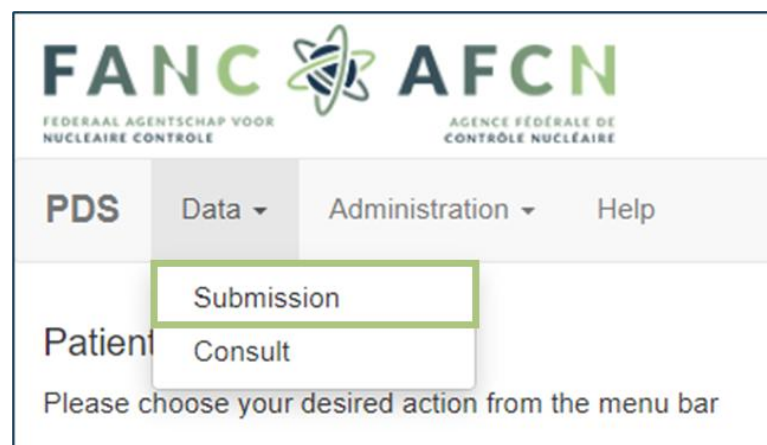 FANC AFCN
FEDERAAL AGENTSCHAP VOOR
NUCLEAIRE CONTROLE
AGENCE FÉDÉRALE DE
CONTRÔLE NUCLÉAIRE
PDS Data Administration Help
Submission
Patient
Consult
Please choose your desired action from the menu bar